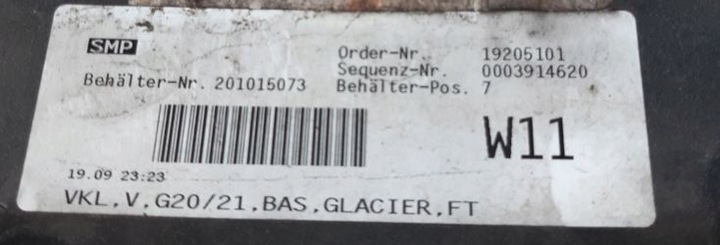 SMP
Order-Nr. 19205101
Sequenz-Nr. 0003914620
Behälter-Nr. 201015073 Behälter-Pos. 7
W11
19.09 23:23
VKL,V,G20/21,BAS,GLACIER,FT